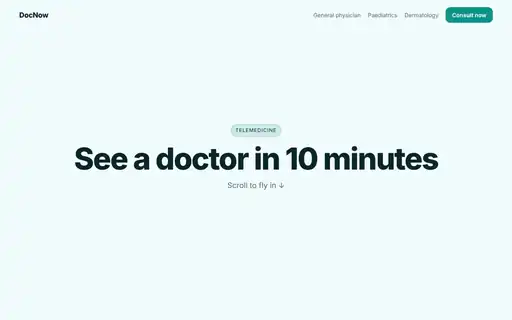 DocNow
General physician
Paediatrics
Dermatology
Consult now
TELEMEDICINE
See a doctor in 10 minutes
Scroll to fly in ↓